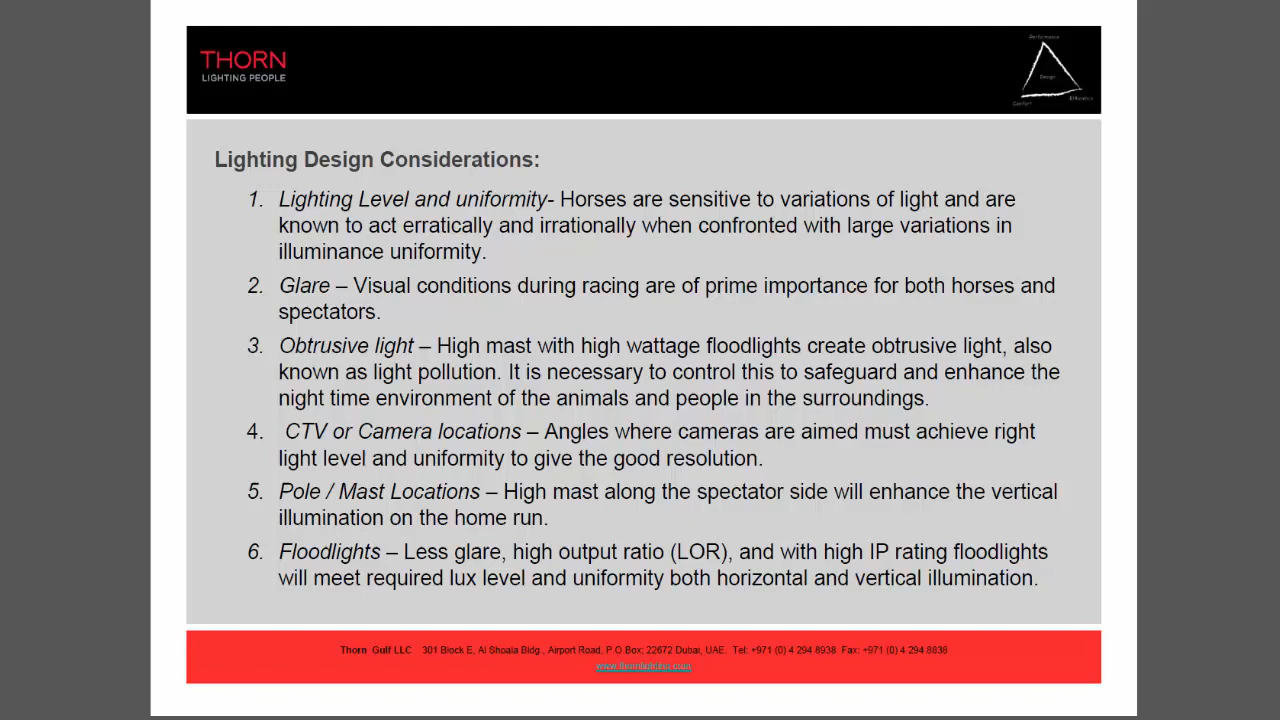 THORN
LIGHTING PEOPLE
Performance
Design
Comfort
Efficiency
Lighting Design Considerations:
1. Lighting Level and uniformity- Horses are sensitive to variations of light and are
known to act erratically and irrationally when confronted with large variations in
illuminance uniformity.
2. Glare – Visual conditions during racing are of prime importance for both horses and
spectators.
3. Obtrusive light – High mast with high wattage floodlights create obtrusive light, also
known as light pollution. It is necessary to control this to safeguard and enhance the
night time environment of the animals and people in the surroundings.
4. CTV or Camera locations – Angles where cameras are aimed must achieve right
light level and uniformity to give the good resolution.
5. Pole / Mast Locations – High mast along the spectator side will enhance the vertical
illumination on the home run.
6. Floodlights – Less glare, high output ratio (LOR), and with high IP rating floodlights
will meet required lux level and uniformity both horizontal and vertical illumination.
Thorn Gulf LLC 301 Block E, Al Shoala Bldg., Airport Road, P.O Box; 22672 Dubai, UAE. Tel: +971 (0) 4 294 8938 Fax: +971 (0) 4 294 8838